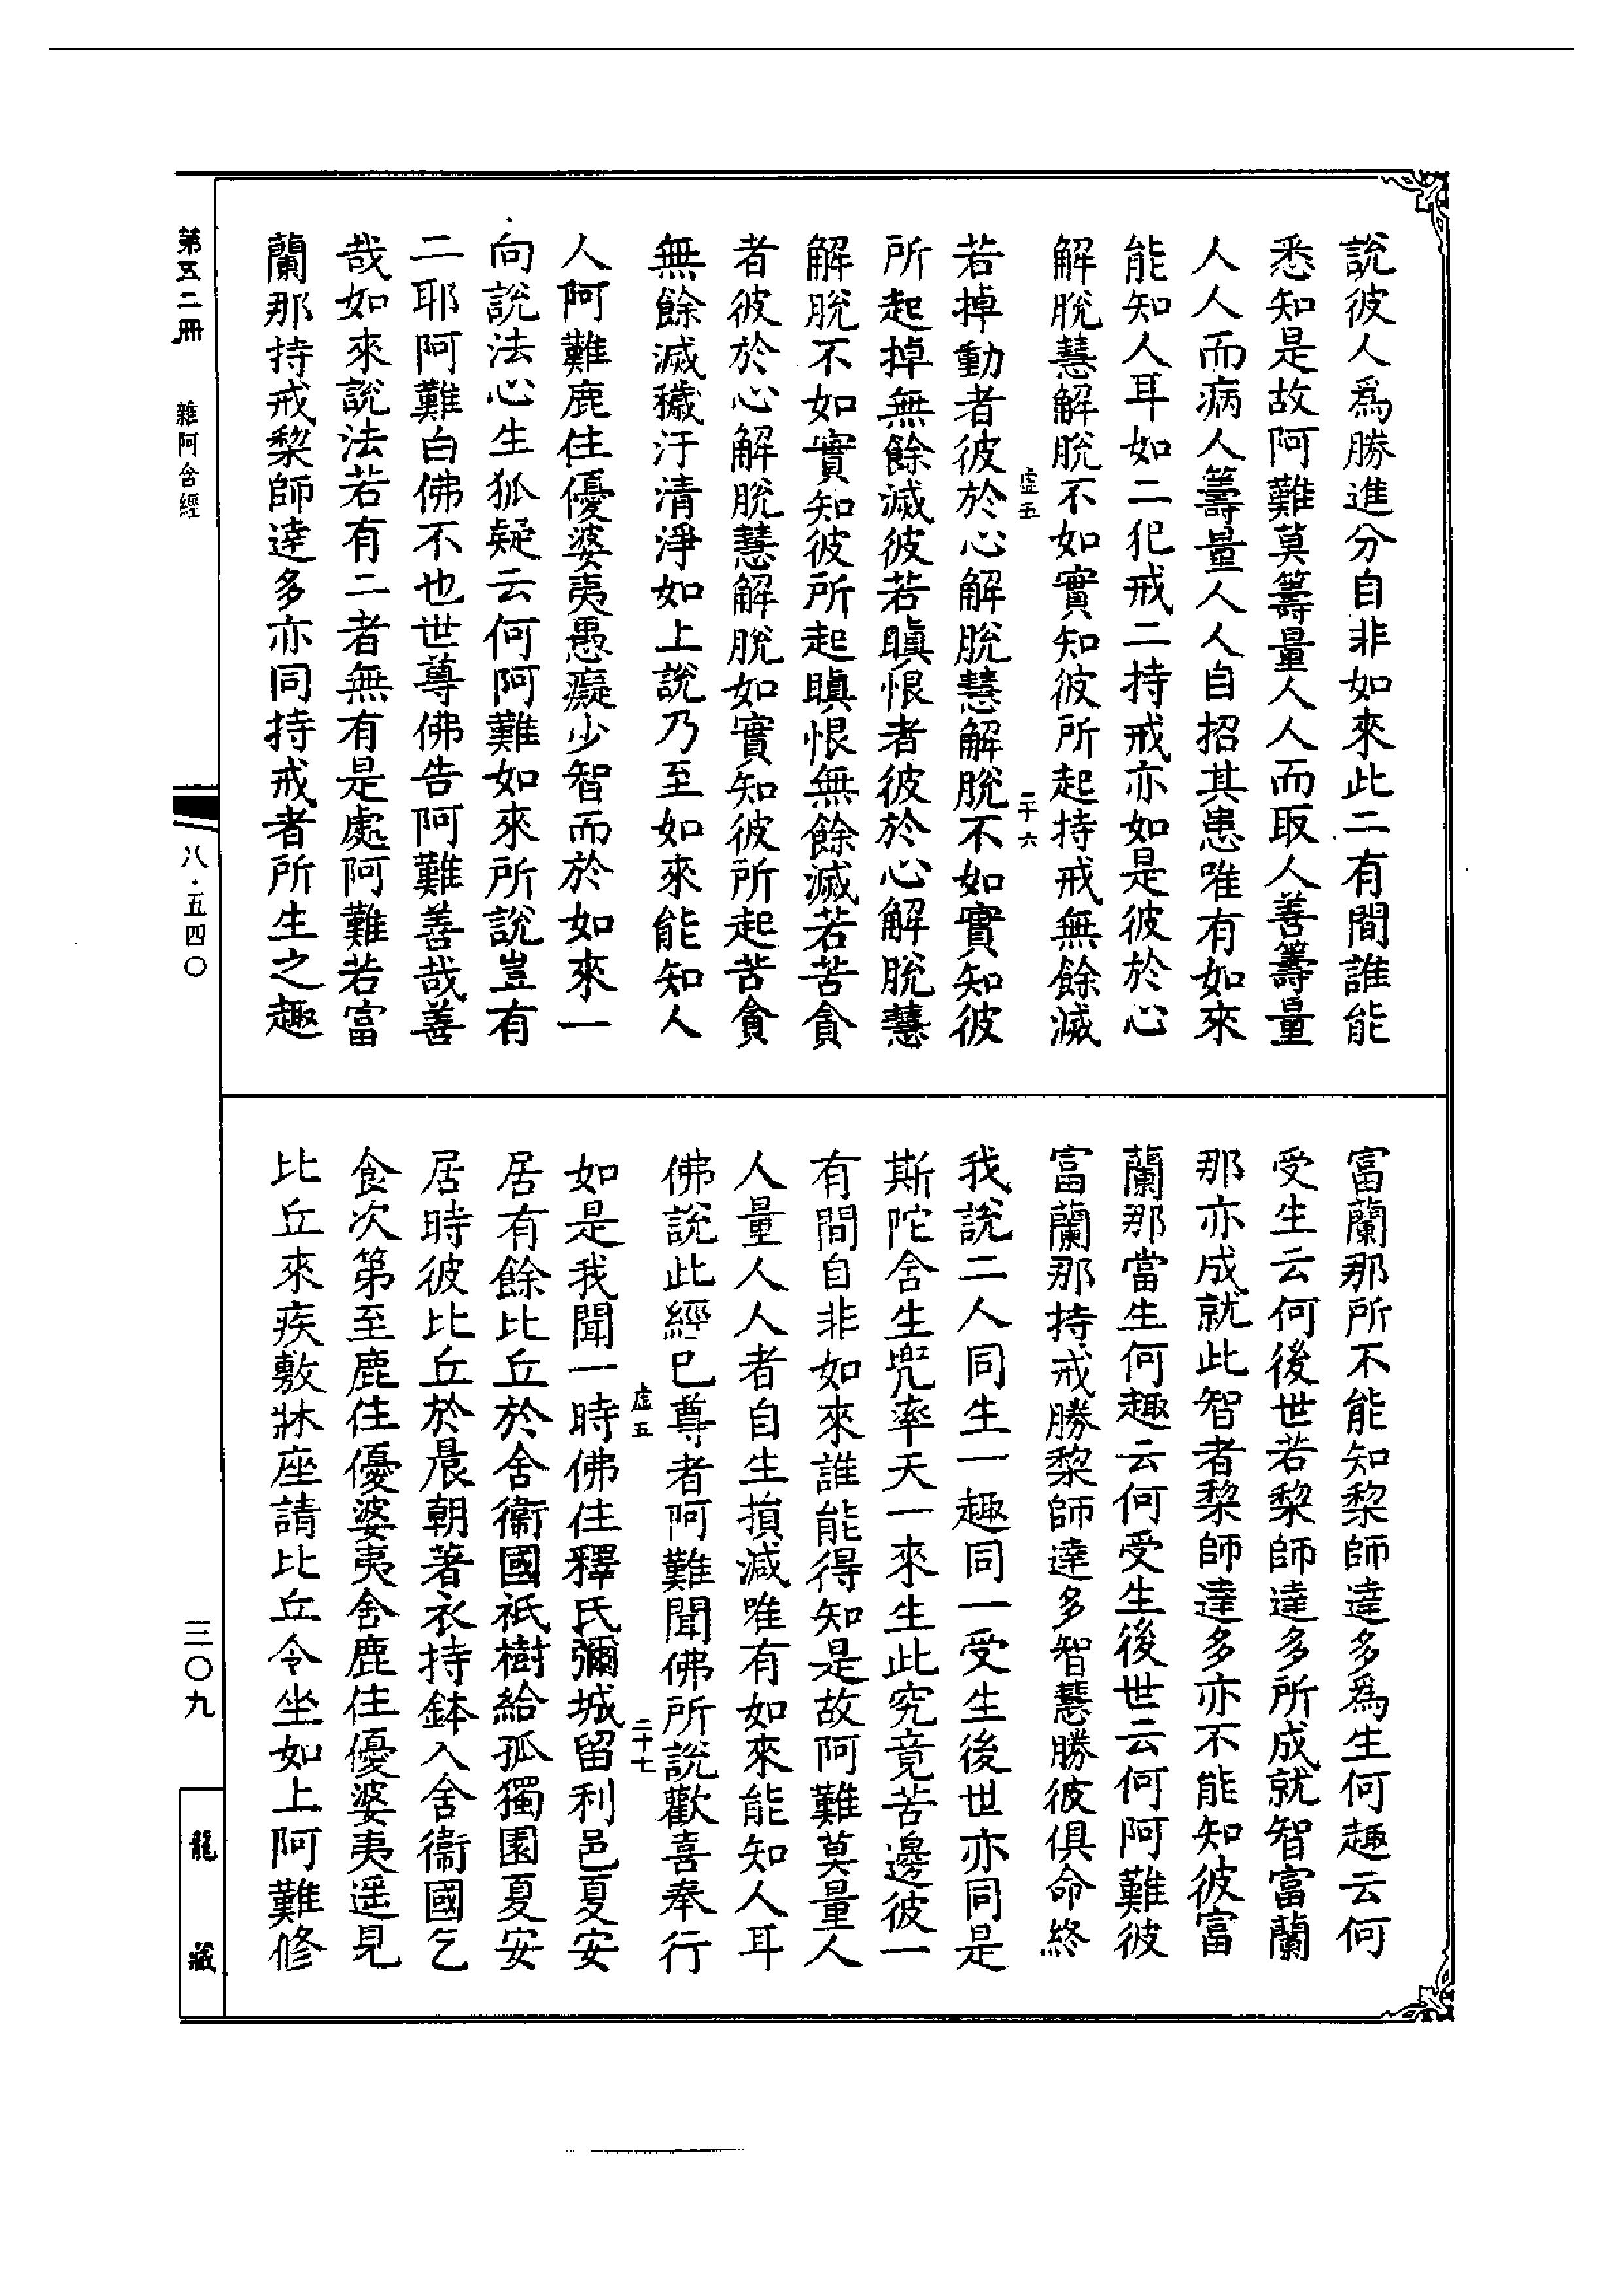 說彼人爲勝進分自非如來此二有間誰能
悉知是故阿難莫籌量人人而取人善籌量
人人而病人籌量人人自招其患唯有如來
能知人耳如二犯戒二持戒亦如是彼於心
解脫慧解脫不如實知彼所起持戒無餘滅
虛五 二十六
若掉動者彼於心解脫慧解脫不如實知彼
所起掉無餘滅彼若瞋恨者彼於心解脫慧
解脫不如實知彼所起瞋恨無餘滅若苦貪
者彼於心解脫慧解脫如實知彼所起苦貪
無餘滅穢汙清淨如上說乃至如來能知人
人阿難鹿住優婆夷愚癡少智而於如來一
向說法心生狐疑云何阿難如來所說豈有
二耶阿難白佛不也世尊佛告阿難善哉善
哉如來說法若有二者無有是處阿難若富
蘭那持戒棃師達多亦同持戒者所生之趣
富蘭那所不能知棃師達多爲生何趣云何
受生云何後世若棃師達多所成就智富蘭
那亦成就此智者棃師達多亦不能知彼富
蘭那當生何趣云何受生後世云何阿難彼
富蘭那持戒勝棃師達多智慧勝彼俱命終
我說二人同生一趣同一受生後世亦同是
斯陀含生兜率天一來生此究竟苦邊彼一
有間自非如來誰能得知是故阿難莫量人
人量人人者自生損減唯有如來能知人耳
佛說此經已尊者阿難聞佛所說歡喜奉行
虛五 二十七
如是我聞一時佛住釋氏彌城留利邑夏安
居有餘比丘於舍衞國祇樹給孤獨園夏安
居時彼比丘於晨朝著衣持鉢入舍衞國乞
食次第至鹿住優婆夷舍鹿住優婆夷遥見
比丘來疾敷牀座請比丘令坐如上阿難修
第五二冊 雜阿含經
八·五四〇
三〇九
龍藏